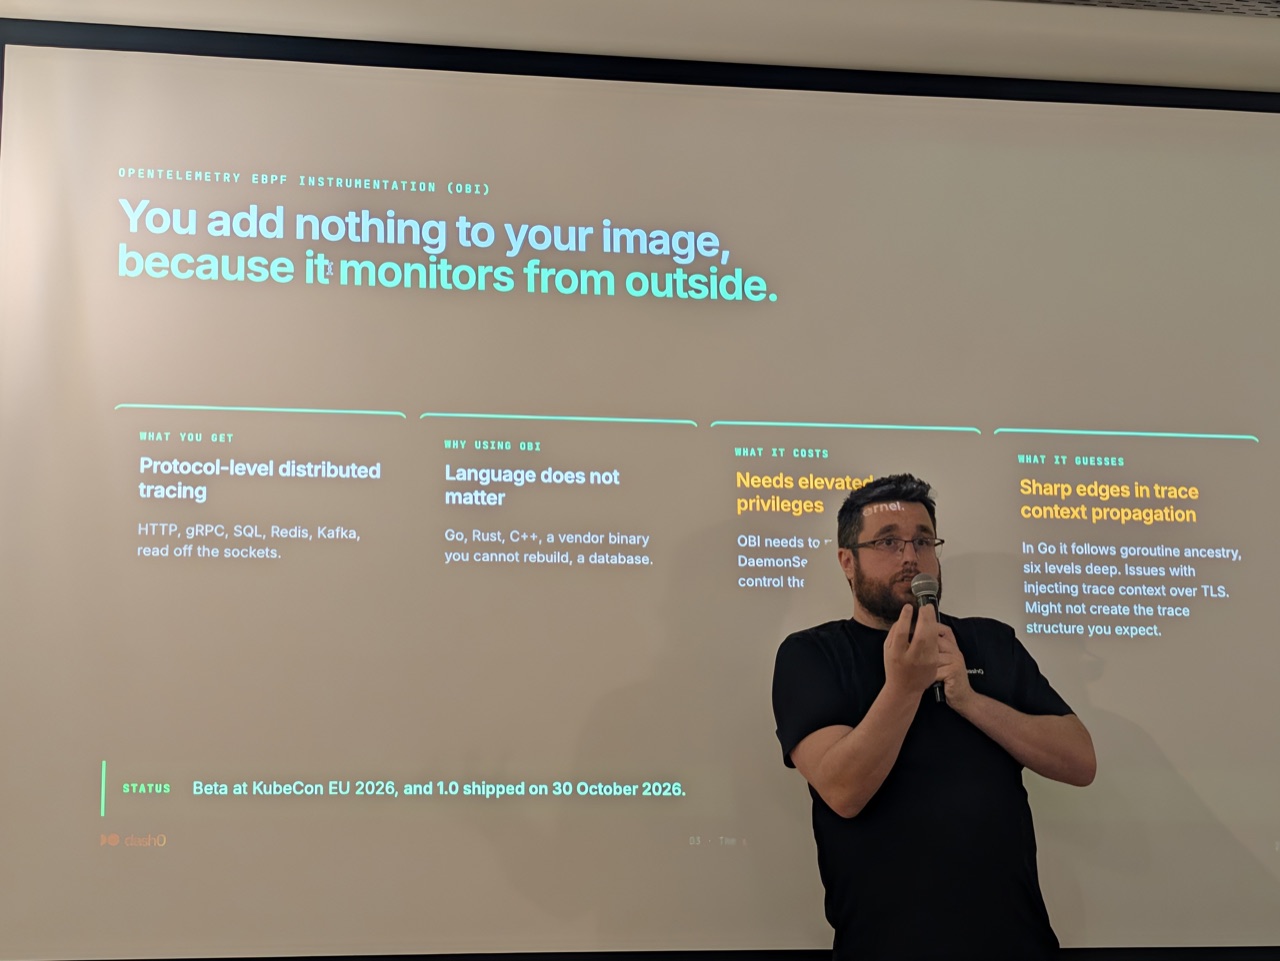 OPENTELEMETRY EBPF INSTRUMENTATION (OBI)
You add nothing to your image,
because it monitors from outside.
WHAT YOU GET
Protocol-level distributed
tracing
HTTP, gRPC, SQL, Redis, Kafka,
read off the sockets.
WHY USING OBI
Language does not
matter
Go, Rust, C++, a vendor binary
you cannot rebuild, a database.
WHAT IT COSTS
Needs elevated
privileges
OBI needs to
control the
WHAT IT GUESSES
Sharp edges in trace
context propagation
In Go it follows goroutine ancestry,
six levels deep. Issues with
injecting trace context over TLS.
Might not create the trace
structure you expect.
STATUS
Beta at KubeCon EU 2026, and 1.0 shipped on 30 October 2026.
dash0
03 · The